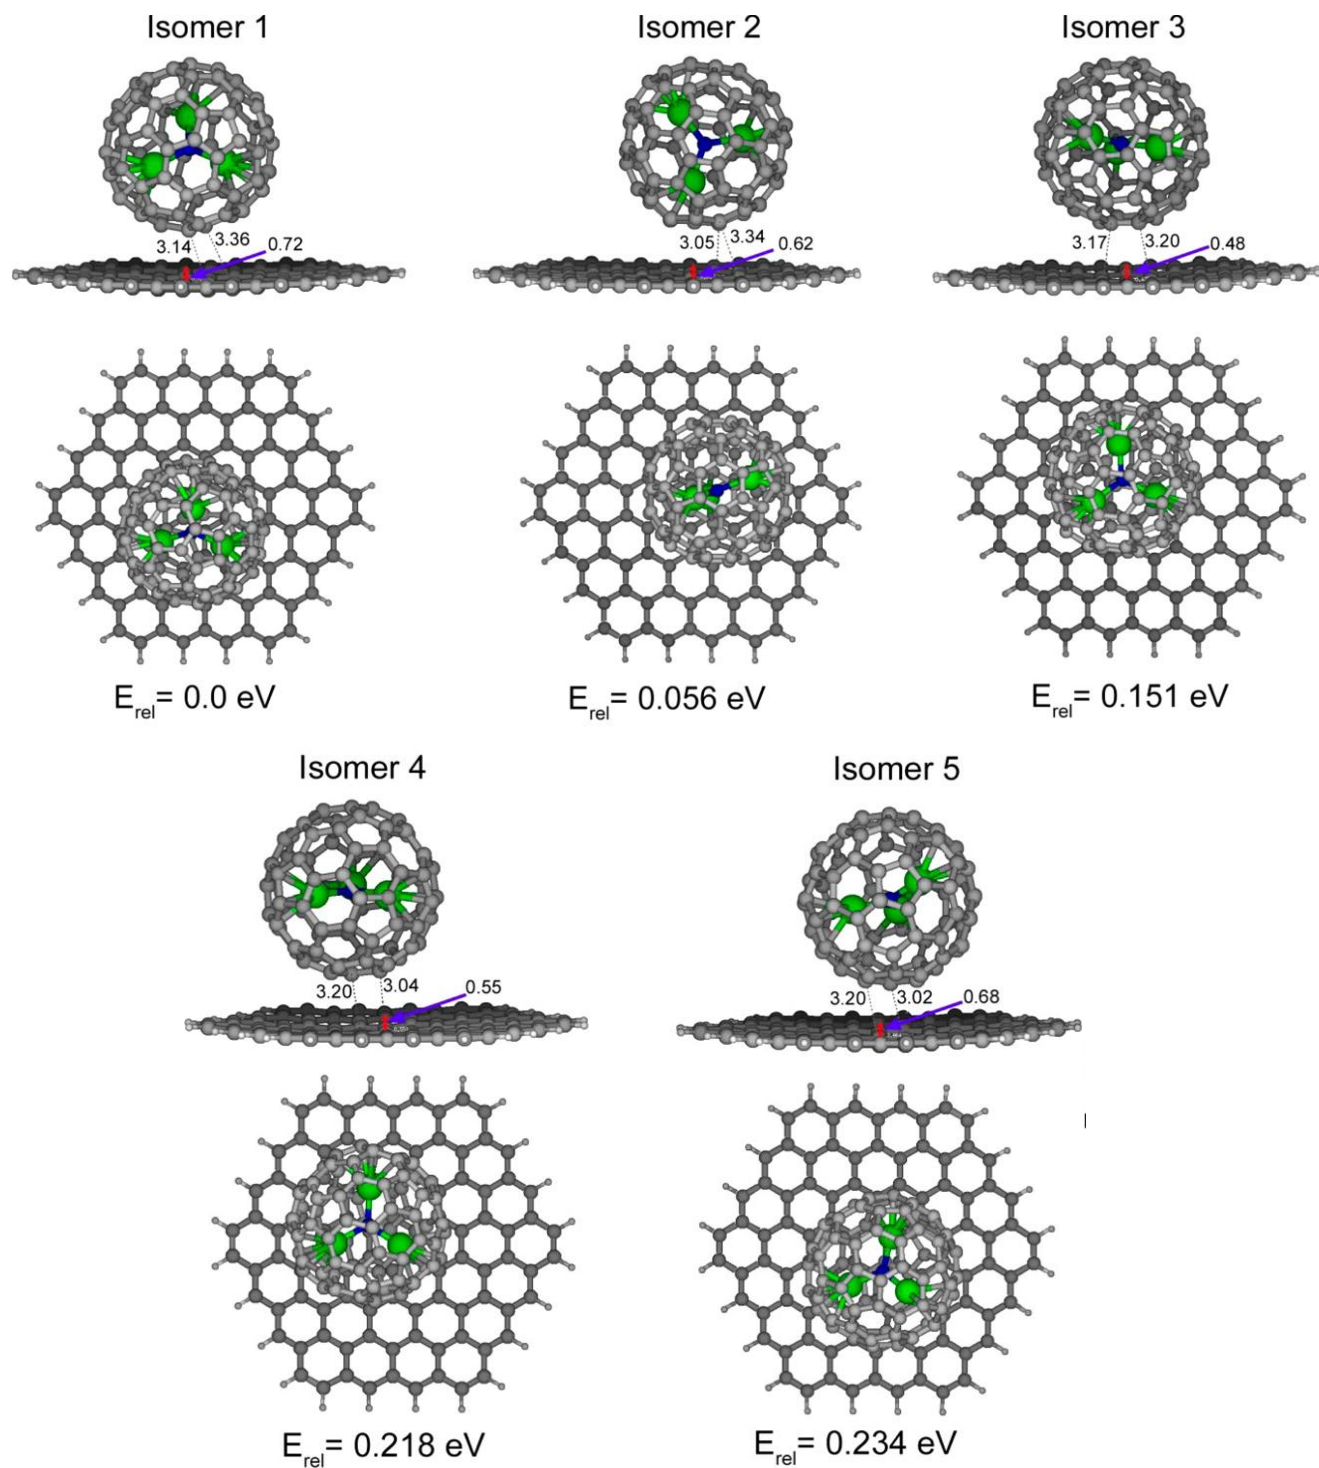 Isomer 1
Isomer 2
Isomer 3
3.14
3.36
0.72
3.05
3.34
0.62
3.17
3.20
0.48
E_rel= 0.0 eV
E_rel= 0.056 eV
E_rel= 0.151 eV
Isomer 4
Isomer 5
3.20
3.04
0.55
3.20
3.02
0.68
E_rel= 0.218 eV
E_rel= 0.234 eV